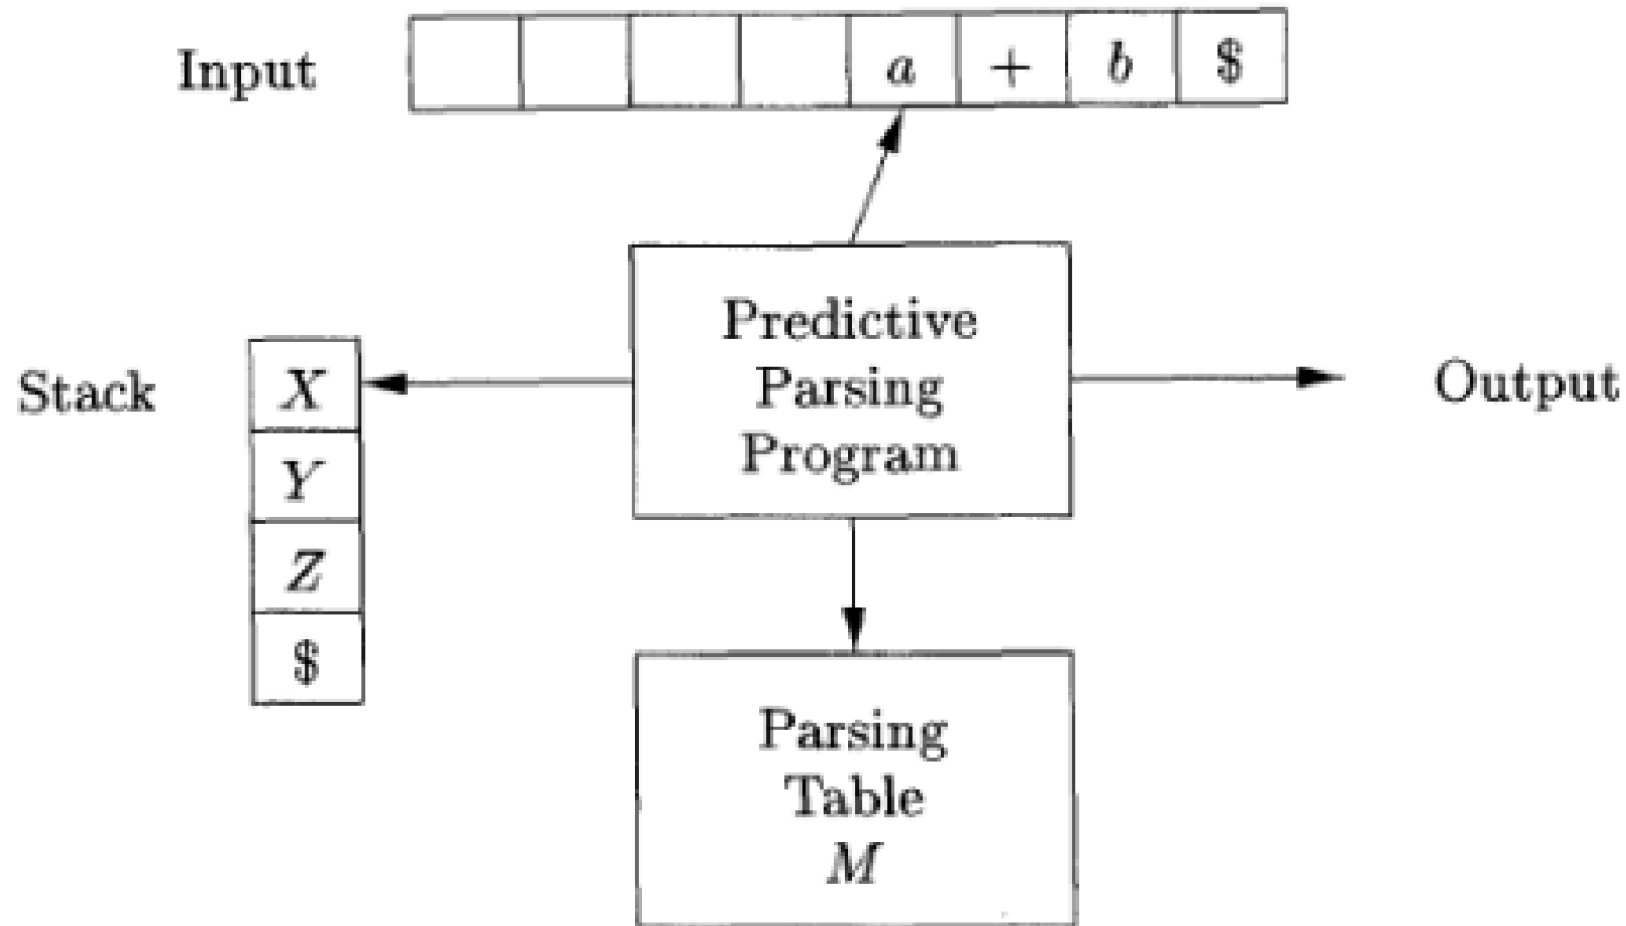 Input
a + b $
Predictive
Parsing
Program
Stack
X
Y
Z
$
Output
Parsing
Table
M